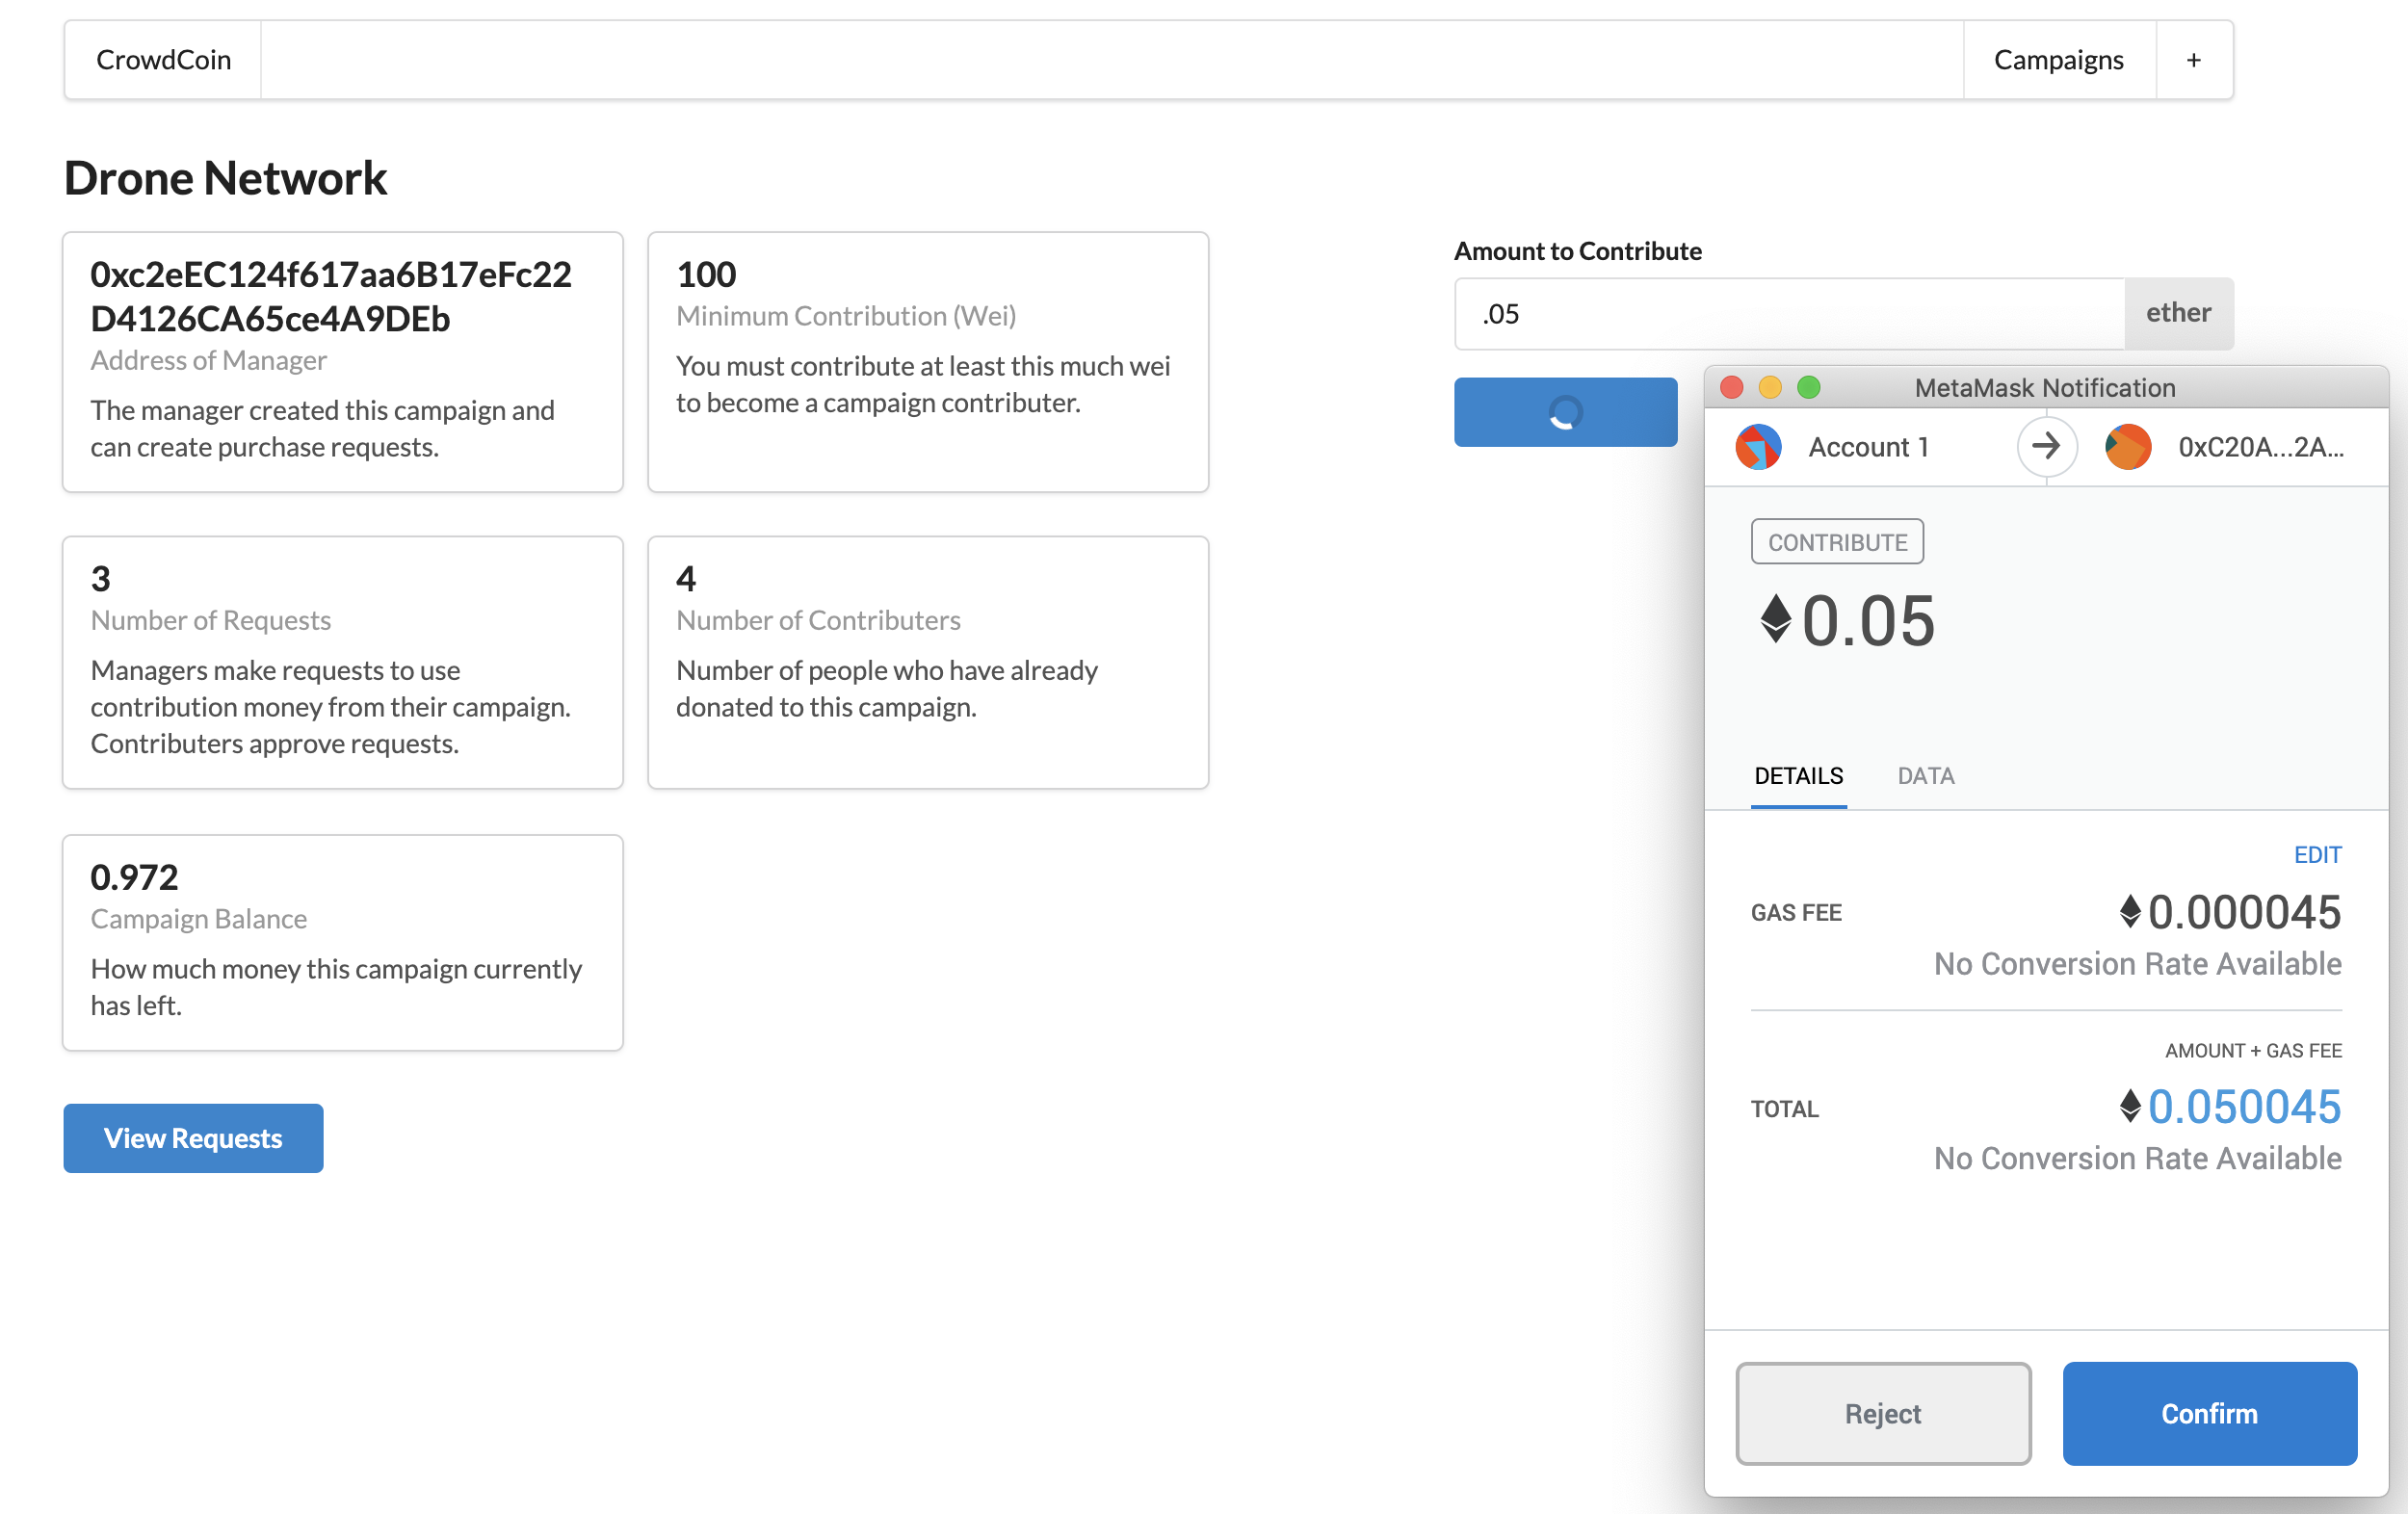 CrowdCoin
Campaigns
+
Drone Network
0xc2eEC124f617aa6B17eFc22
D4126CA65ce4A9DEb
Address of Manager
The manager created this campaign and
can create purchase requests.
100
Minimum Contribution (Wei)
You must contribute at least this much wei
to become a campaign contributer.
3
Number of Requests
Managers make requests to use
contribution money from their campaign.
Contributers approve requests.
4
Number of Contributers
Number of people who have already
donated to this campaign.
0.972
Campaign Balance
How much money this campaign currently
has left.
View Requests
Amount to Contribute
.05
ether
MetaMask Notification
Account 1
0xC20A...2A...
CONTRIBUTE
0.05
DETAILS
DATA
EDIT
GAS FEE
0.000045
No Conversion Rate Available
AMOUNT + GAS FEE
TOTAL
0.050045
No Conversion Rate Available
Reject
Confirm